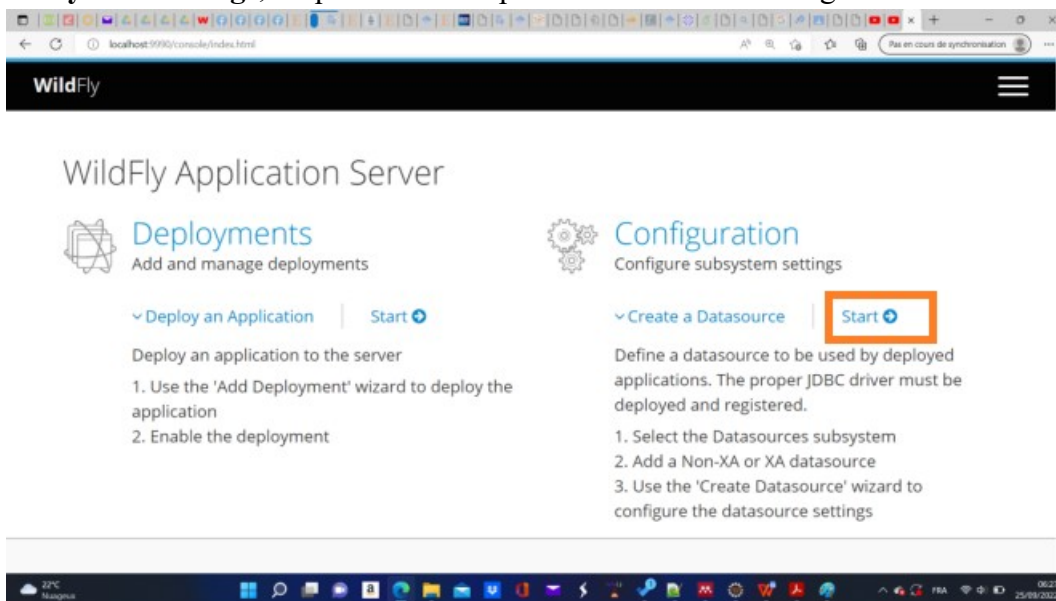 localhost:9990/console/index.html
Pas en cours de synchronisation
WildFly
WildFly Application Server
Deployments
Add and manage deployments
Deploy an Application
Start
Deploy an application to the server
1. Use the 'Add Deployment' wizard to deploy the
application
2. Enable the deployment
Configuration
Configure subsystem settings
Create a Datasource
Start
Define a datasource to be used by deployed
applications. The proper JDBC driver must be
deployed and registered.
1. Select the Datasources subsystem
2. Add a Non-XA or XA datasource
3. Use the 'Create Datasource' wizard to
configure the datasource settings
22°C
Nuageux
FRA
25/09/2022